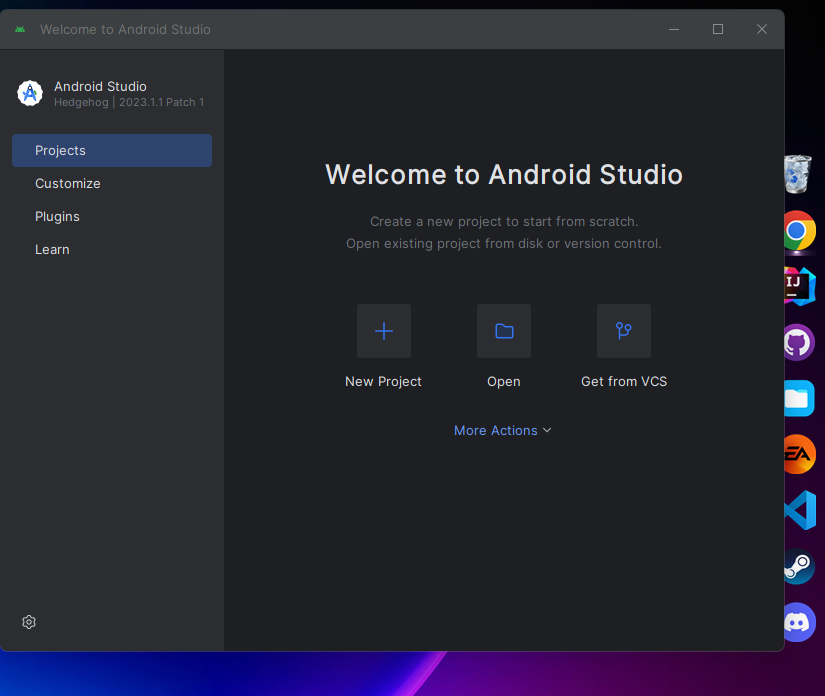 Welcome to Android Studio
Android Studio
Hedgehog | 2023.1.1 Patch 1
Projects
Customize
Plugins
Learn
Welcome to Android Studio
Create a new project to start from scratch.
Open existing project from disk or version control.
New Project
Open
Get from VCS
More Actions
IJ
EA